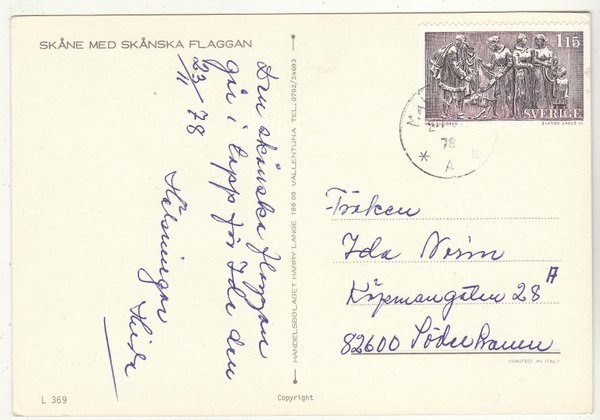 SKÅNE MED SKÅNSKA FLAGGAN
Den skånska flaggan
går i topp för Ida den
23/11 78
Hälsningar
HANDELSBOLAGET HARRY LANGE 186 00 VALLENTUNA TEL. 0762/24693
115
SVERIGE
78
* A
Fröken
Ida Norin
Köpmangatan 28 A
82600 Söderhamn
PRINTED IN ITALY
L 369
Copyright